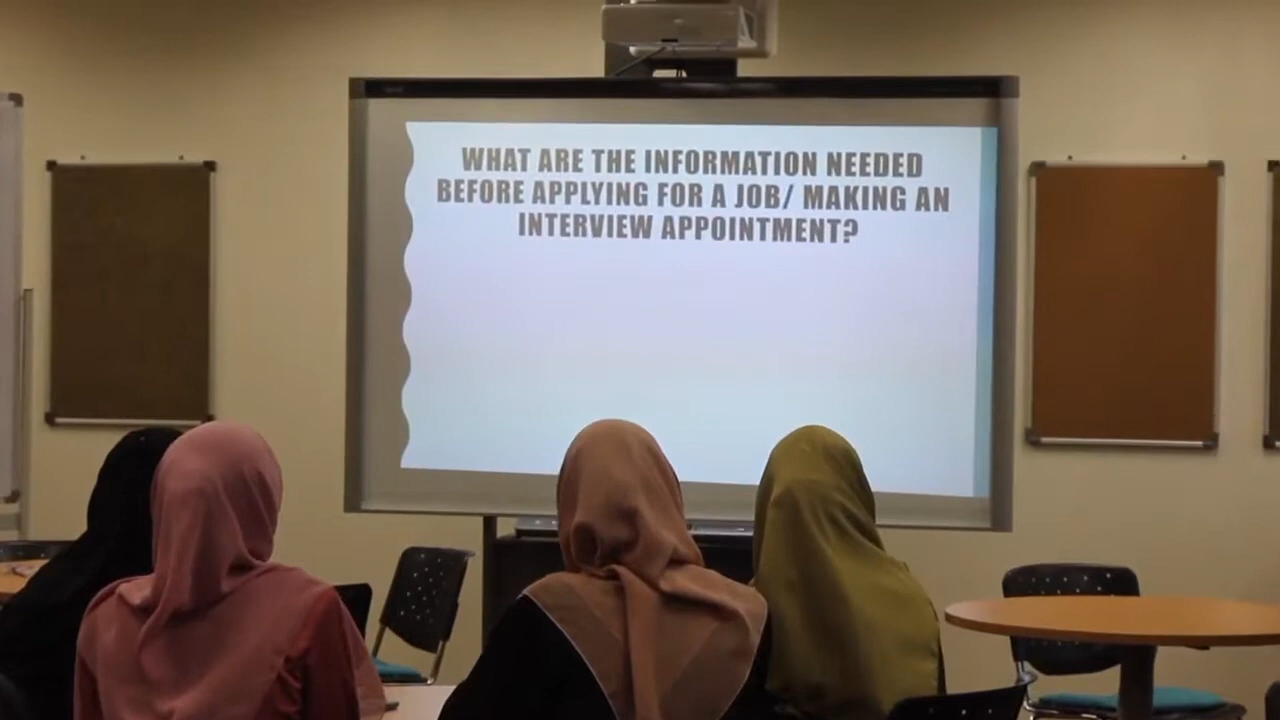 WHAT ARE THE INFORMATION NEEDED
BEFORE APPLYING FOR A JOB/ MAKING AN
INTERVIEW APPOINTMENT?